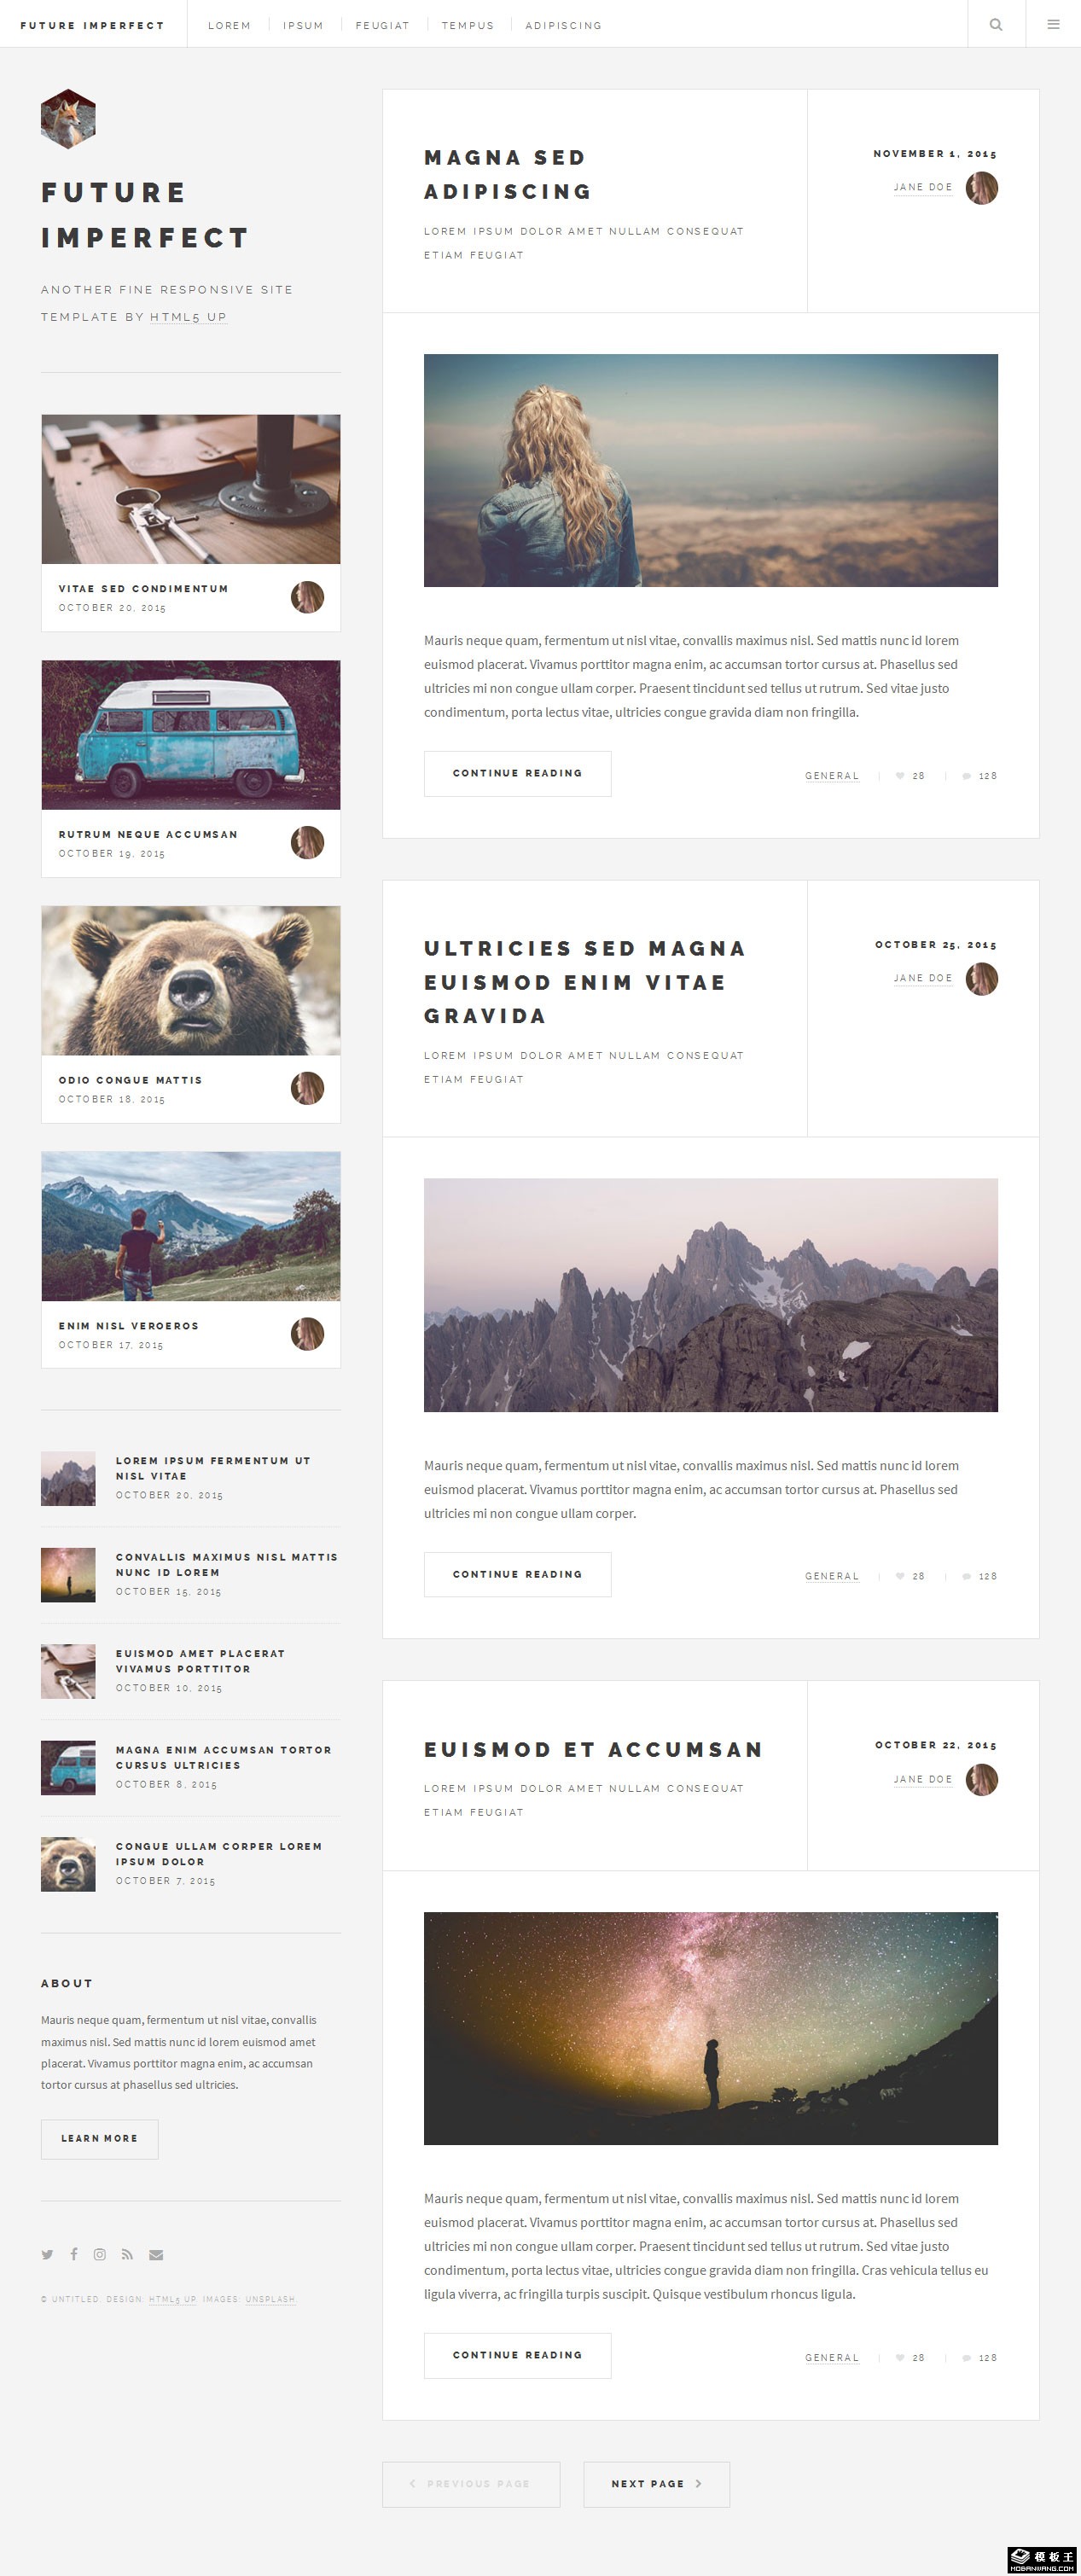 FUTURE IMPERFECT
LOREM
IPSUM
FEUGIAT
TEMPUS
ADIPISCING
FUTURE
IMPERFECT
ANOTHER FINE RESPONSIVE SITE
TEMPLATE BY HTML5 UP
VITAE SED CONDIMENTUM
OCTOBER 20, 2015
RUTRUM NEQUE ACCUMSAN
OCTOBER 19, 2015
ODIO CONGUE MATTIS
OCTOBER 18, 2015
ENIM NISL VEROEROS
OCTOBER 17, 2015
LOREM IPSUM FERMENTUM UT
NISL VITAE
OCTOBER 20, 2015
CONVALLIS MAXIMUS NISL MATTIS
NUNC ID LOREM
OCTOBER 15, 2015
EUISMOD AMET PLACERAT
VIVAMUS PORTTITOR
OCTOBER 10, 2015
MAGNA ENIM ACCUMSAN TORTOR
CURSUS ULTRICIES
OCTOBER 8, 2015
CONGUE ULLAM CORPER LOREM
IPSUM DOLOR
OCTOBER 7, 2015
ABOUT
Mauris neque quam, fermentum ut nisl vitae, convallis
maximus nisl. Sed mattis nunc id lorem euismod amet
placerat. Vivamus porttitor magna enim, ac accumsan
tortor cursus at phasellus sed ultricies.
LEARN MORE
© UNTITLED. DESIGN: HTML5 UP. IMAGES: UNSPLASH.
MAGNA SED
ADIPISCING
LOREM IPSUM DOLOR AMET NULLAM CONSEQUAT
ETIAM FEUGIAT
NOVEMBER 1, 2015
JANE DOE
Mauris neque quam, fermentum ut nisl vitae, convallis maximus nisl. Sed mattis nunc id lorem
euismod placerat. Vivamus porttitor magna enim, ac accumsan tortor cursus at. Phasellus sed
ultricies mi non congue ullam corper. Praesent tincidunt sed tellus ut rutrum. Sed vitae justo
condimentum, porta lectus vitae, ultricies congue gravida diam non fringilla.
CONTINUE READING
GENERAL
28
128
ULTRICIES SED MAGNA
EUISMOD ENIM VITAE
GRAVIDA
LOREM IPSUM DOLOR AMET NULLAM CONSEQUAT
ETIAM FEUGIAT
OCTOBER 25, 2015
JANE DOE
Mauris neque quam, fermentum ut nisl vitae, convallis maximus nisl. Sed mattis nunc id lorem
euismod placerat. Vivamus porttitor magna enim, ac accumsan tortor cursus at. Phasellus sed
ultricies mi non congue ullam corper.
CONTINUE READING
GENERAL
28
128
EUISMOD ET ACCUMSAN
LOREM IPSUM DOLOR AMET NULLAM CONSEQUAT
ETIAM FEUGIAT
OCTOBER 22, 2015
JANE DOE
Mauris neque quam, fermentum ut nisl vitae, convallis maximus nisl. Sed mattis nunc id lorem
euismod placerat. Vivamus porttitor magna enim, ac accumsan tortor cursus at. Phasellus sed
ultricies mi non congue ullam corper. Praesent tincidunt sed tellus ut rutrum. Sed vitae justo
condimentum, porta lectus vitae, ultricies congue gravida diam non fringilla. Cras vehicula tellus eu
ligula viverra, ac fringilla turpis suscipit. Quisque vestibulum rhoncus ligula.
CONTINUE READING
GENERAL
28
128
PREVIOUS PAGE
NEXT PAGE
模板王
MOBANWANG.COM